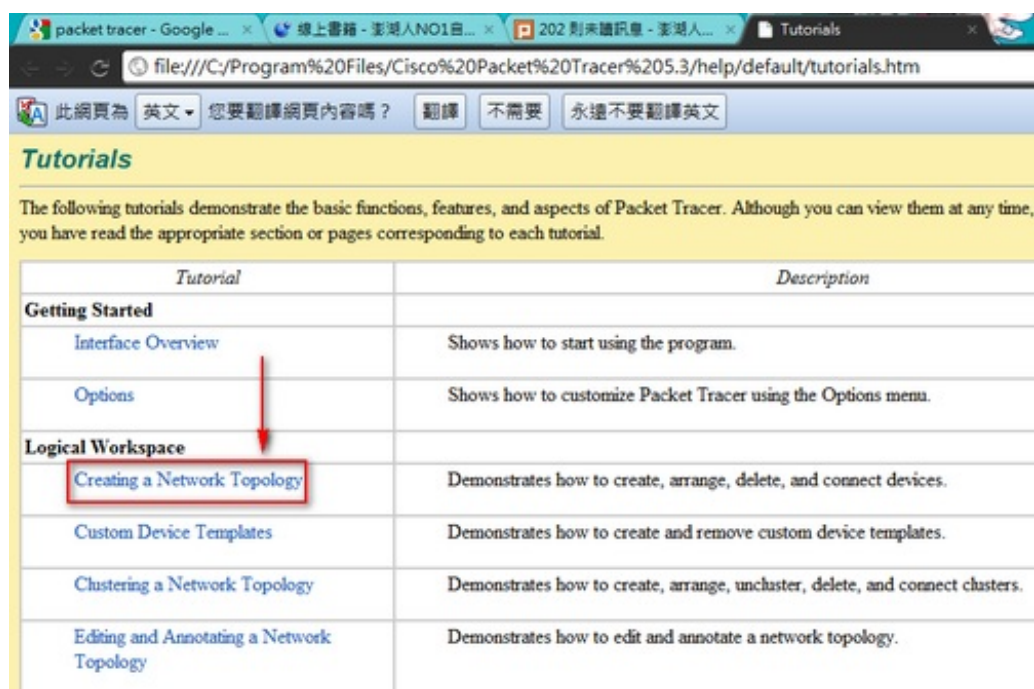 packet tracer - Google ...
線上書籍 - 澎湖人NO1自...
202 則未讀訊息 - 澎湖人...
Tutorials
file:///C:/Program%20Files/Cisco%20Packet%20Tracer%205.3/help/default/tutorials.htm
此網頁為 英文 您要翻譯網頁內容嗎？ 翻譯 不需要 永遠不要翻譯英文
Tutorials
The following tutorials demonstrate the basic functions, features, and aspects of Packet Tracer. Although you can view them at any time,
you have read the appropriate section or pages corresponding to each tutorial.
Tutorial Description
Getting Started
Interface Overview Shows how to start using the program.
Options Shows how to customize Packet Tracer using the Options menu.
Logical Workspace
Creating a Network Topology Demonstrates how to create, arrange, delete, and connect devices.
Custom Device Templates Demonstrates how to create and remove custom device templates.
Clustering a Network Topology Demonstrates how to create, arrange, uncluster, delete, and connect clusters.
Editing and Annotating a Network Demonstrates how to edit and annotate a network topology.
Topology